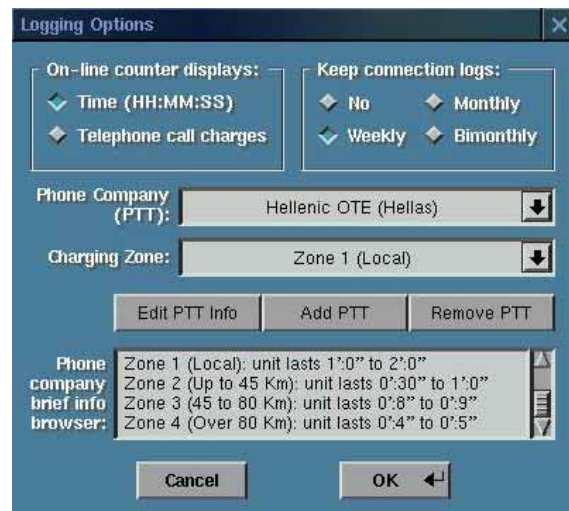 Logging Options
On-line counter displays:
Time (HH:MM:SS)
Telephone call charges
Keep connection logs:
No
Monthly
Weekly
Bimonthly
Phone Company
(PTT):
Hellenic OTE (Hellas)
Charging Zone:
Zone 1 (Local)
Edit PTT Info
Add PTT
Remove PTT
Phone
company
brief info
browser:
Zone 1 (Local): unit lasts 1':0" to 2':0"
Zone 2 (Up to 45 Km): unit lasts 0':30" to 1':0"
Zone 3 (45 to 80 Km): unit lasts 0':8" to 0':9"
Zone 4 (Over 80 Km): unit lasts 0':4" to 0':5"
Cancel
OK